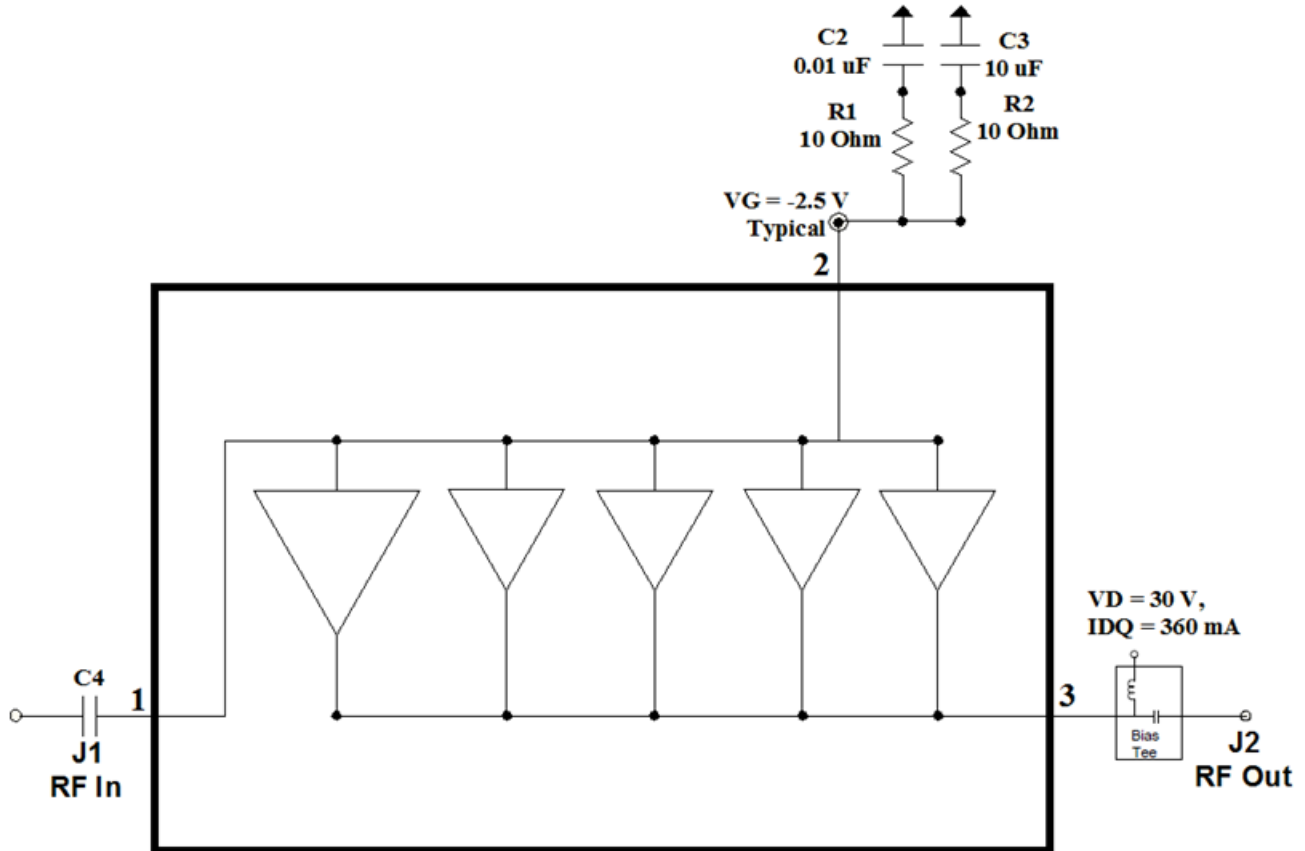 C2
0.01 uF
C3
10 uF
R1
10 Ohm
R2
10 Ohm
VG = -2.5 V
Typical
2
VD = 30 V,
IDQ = 360 mA
C4
1
3
J1
RF In
Bias
Tee
J2
RF Out